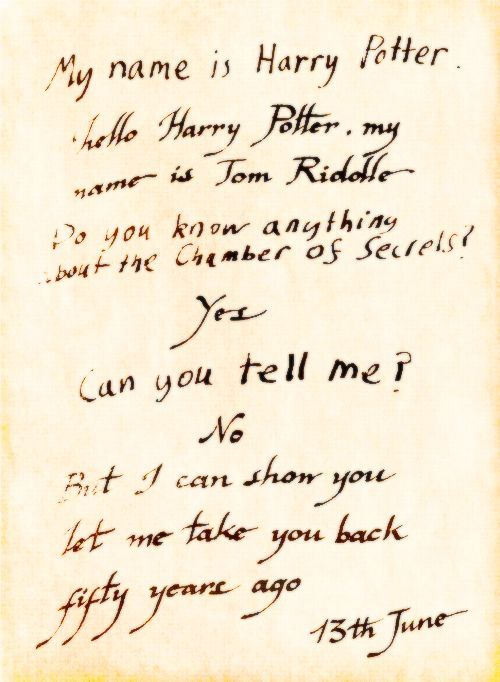 My name is Harry Potter.
hello Harry Potter. my
name is Tom Riddle
Do you know anything
about the Chamber of Secrets?
Yes
Can you tell me?
No
But I can show you
let me take you back
fifty years ago
13th June